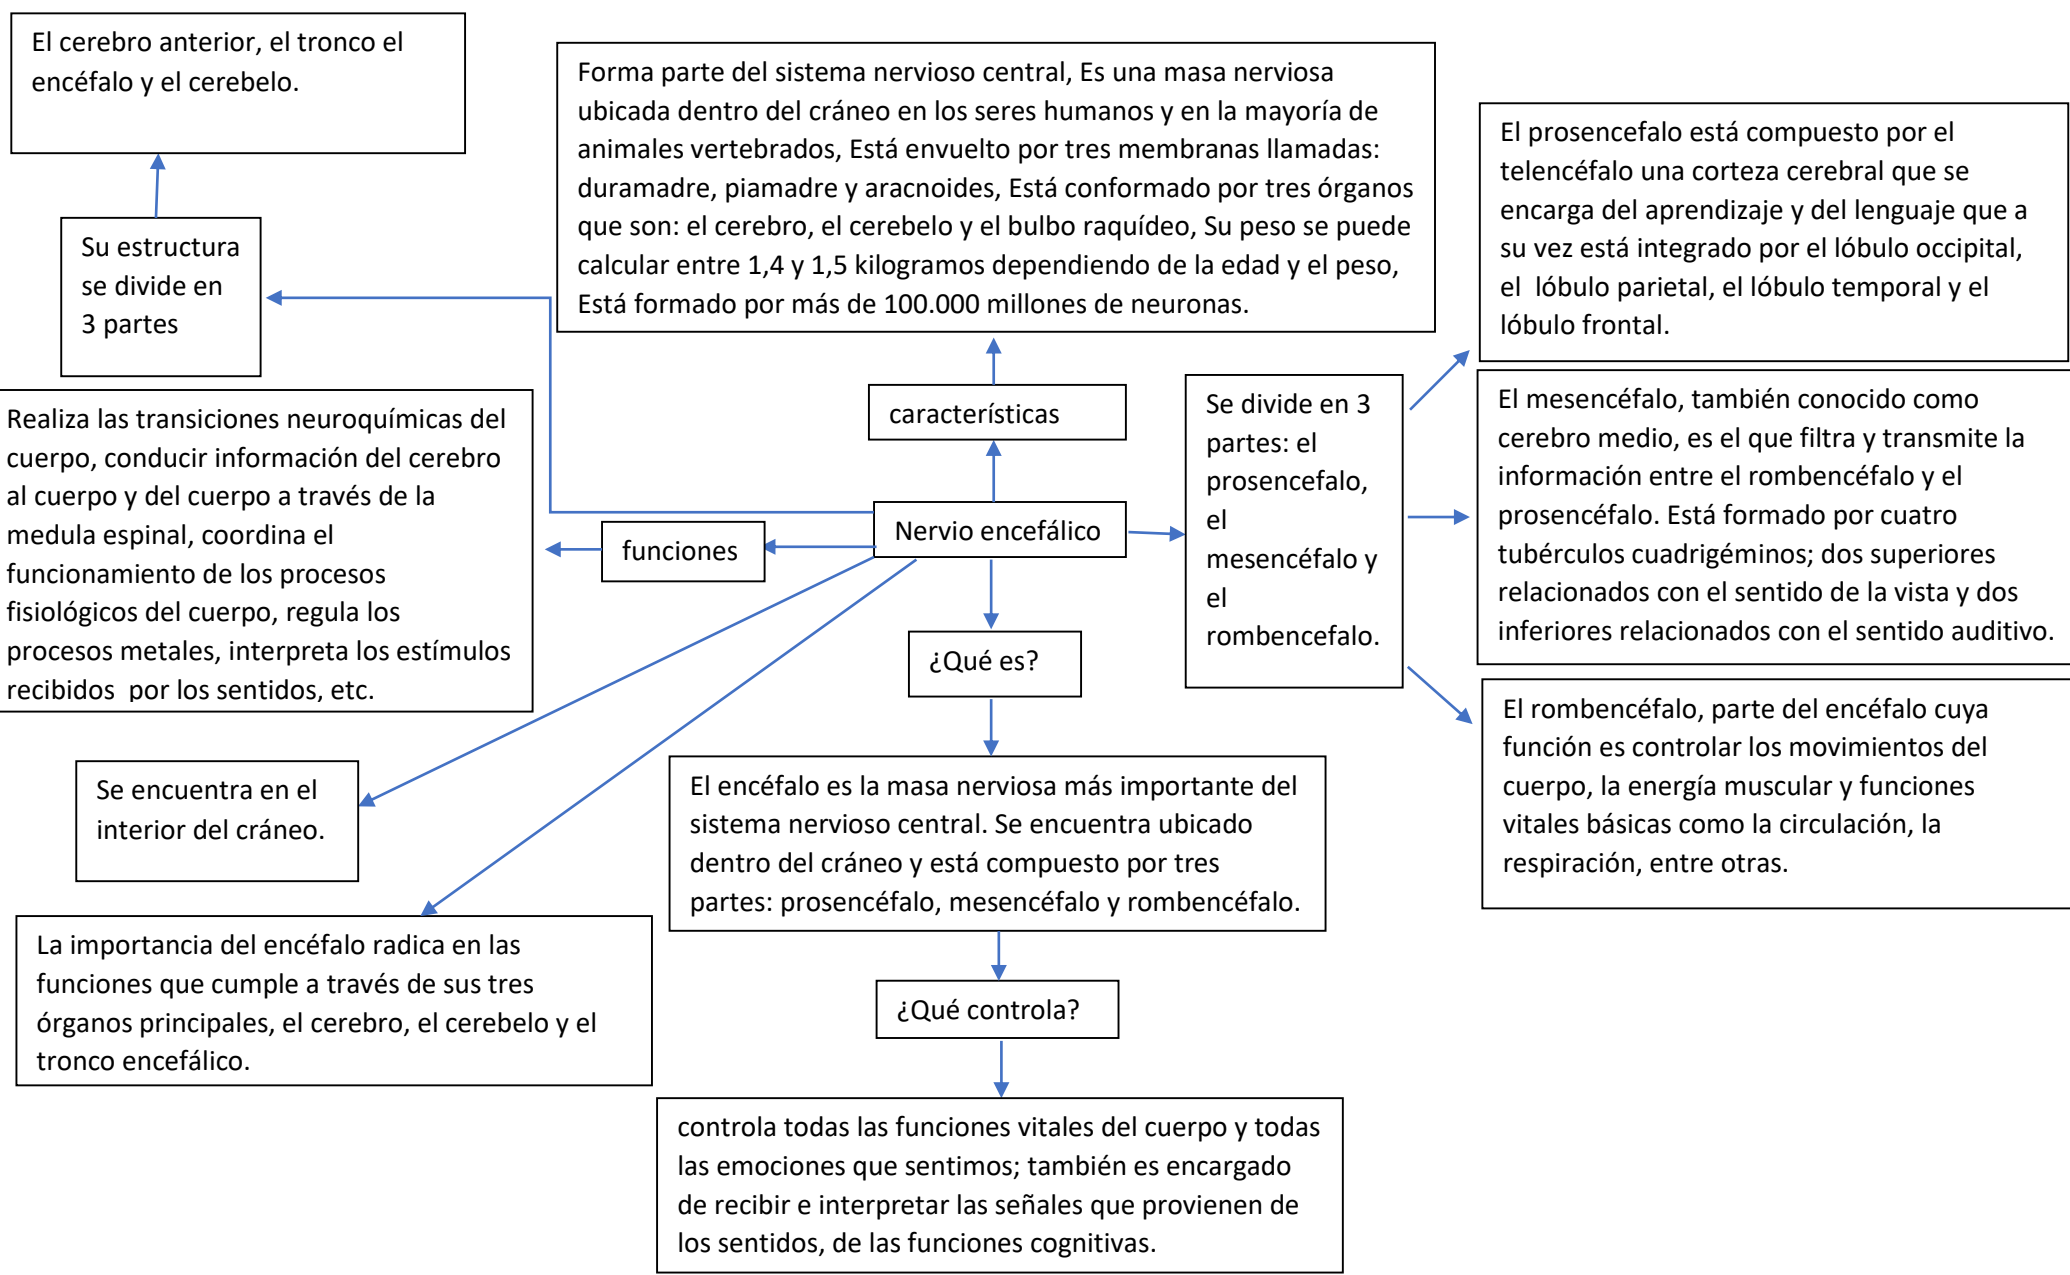 El cerebro anterior, el tronco el
encéfalo y el cerebelo.
Forma parte del sistema nervioso central, Es una masa nerviosa
ubicada dentro del cráneo en los seres humanos y en la mayoría de
animales vertebrados, Está envuelto por tres membranas llamadas:
duramadre, piamadre y aracnoides, Está conformado por tres órganos
que son: el cerebro, el cerebelo y el bulbo raquídeo, Su peso se puede
calcular entre 1,4 y 1,5 kilogramos dependiendo de la edad y el peso,
Está formado por más de 100.000 millones de neuronas.
El prosencefalo está compuesto por el
telencéfalo una corteza cerebral que se
encarga del aprendizaje y del lenguaje que a
su vez está integrado por el lóbulo occipital,
el  lóbulo parietal, el lóbulo temporal y el
lóbulo frontal.
Su estructura
se divide en
3 partes
características
Se divide en 3
partes: el
prosencefalo,
el
mesencéfalo y
el
rombencefalo.
El mesencéfalo, también conocido como
cerebro medio, es el que filtra y transmite la
información entre el rombencéfalo y el
prosencéfalo. Está formado por cuatro
tubérculos cuadrigéminos; dos superiores
relacionados con el sentido de la vista y dos
inferiores relacionados con el sentido auditivo.
Realiza las transiciones neuroquímicas del
cuerpo, conducir información del cerebro
al cuerpo y del cuerpo a través de la
medula espinal, coordina el
funcionamiento de los procesos
fisiológicos del cuerpo, regula los
procesos metales, interpreta los estímulos
recibidos  por los sentidos, etc.
funciones
Nervio encefálico
¿Qué es?
El rombencéfalo, parte del encéfalo cuya
función es controlar los movimientos del
cuerpo, la energía muscular y funciones
vitales básicas como la circulación, la
respiración, entre otras.
Se encuentra en el
interior del cráneo.
El encéfalo es la masa nerviosa más importante del
sistema nervioso central. Se encuentra ubicado
dentro del cráneo y está compuesto por tres
partes: prosencéfalo, mesencéfalo y rombencéfalo.
La importancia del encéfalo radica en las
funciones que cumple a través de sus tres
órganos principales, el cerebro, el cerebelo y el
tronco encefálico.
¿Qué controla?
controla todas las funciones vitales del cuerpo y todas
las emociones que sentimos; también es encargado
de recibir e interpretar las señales que provienen de
los sentidos, de las funciones cognitivas.